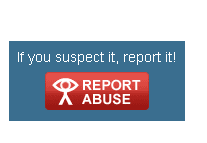 If you suspect it, report it!
REPORT
ABUSE